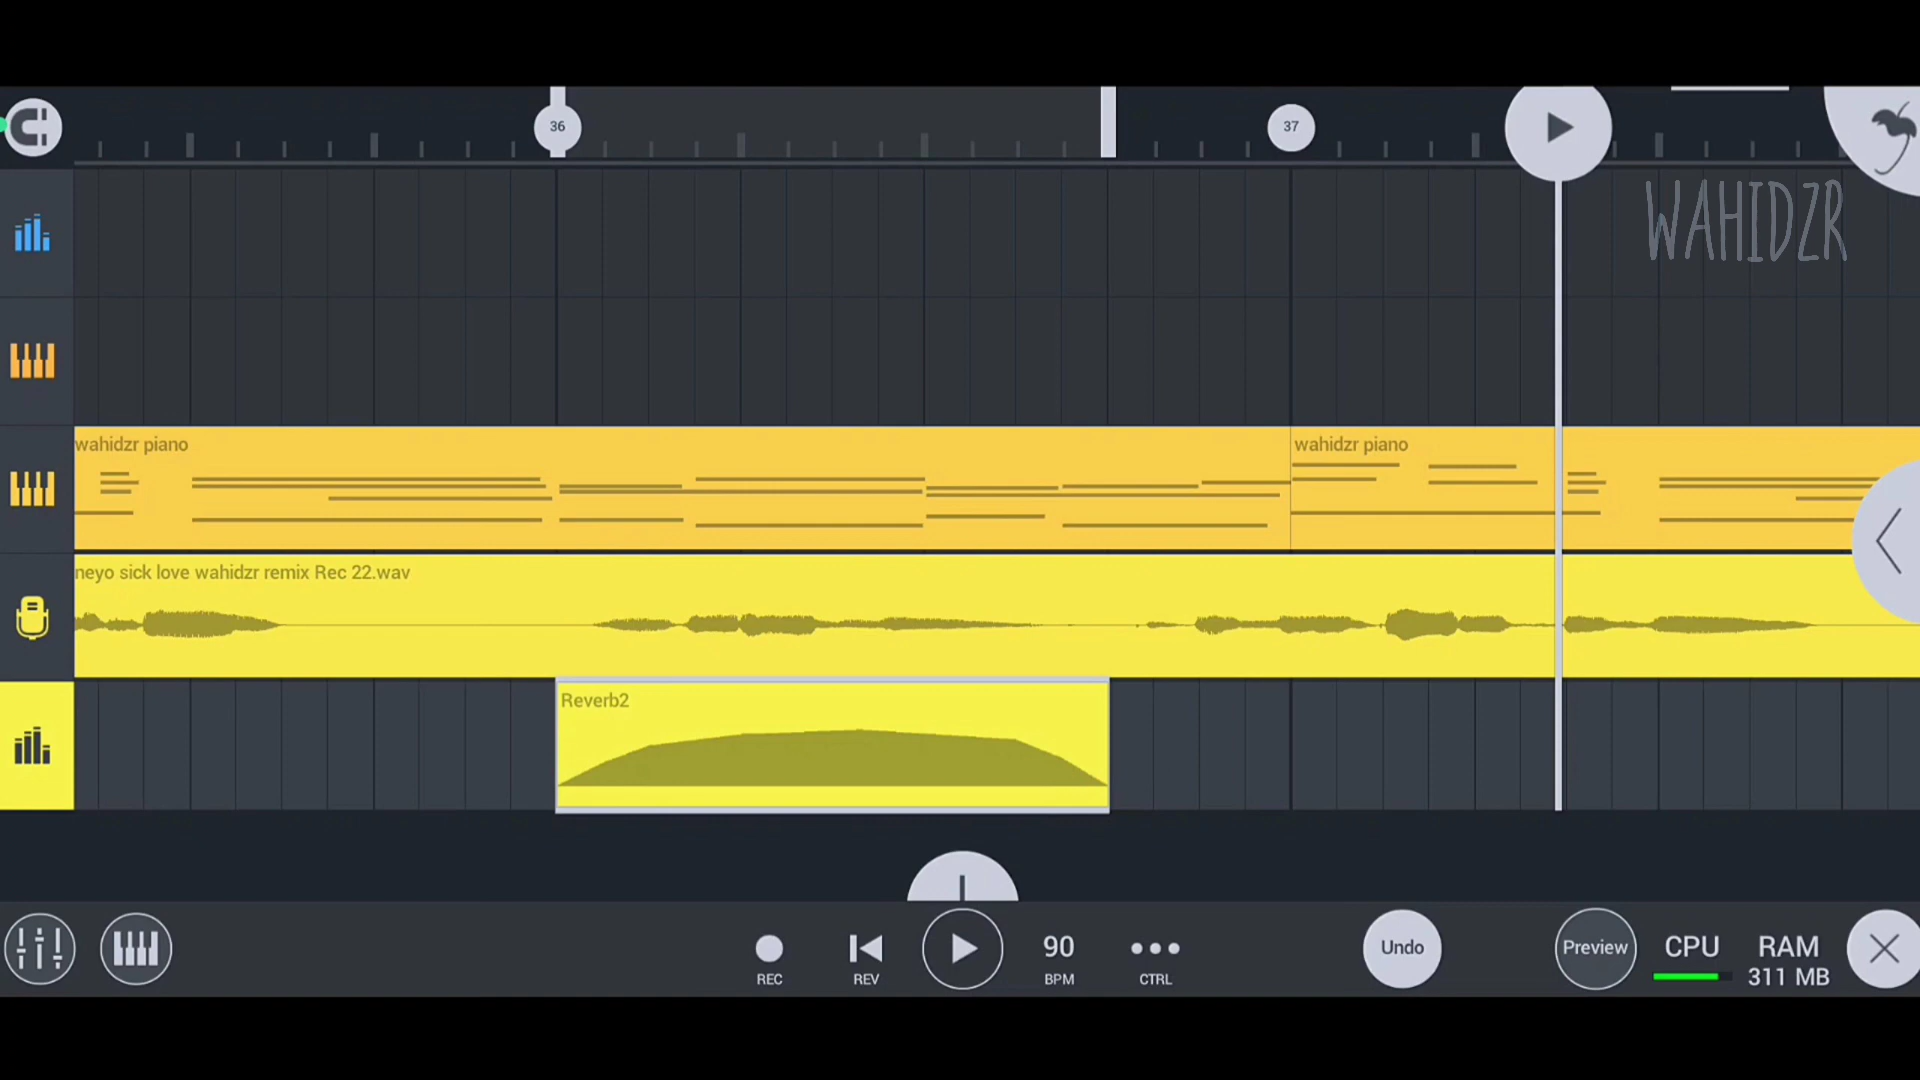 36
37
WAHIDZR
wahidzr piano
wahidzr piano
neyo sick love wahidzr remix Rec 22.wav
Reverb2
REC
REV
90
BPM
CTRL
Undo
Preview
CPU
RAM
311 MB